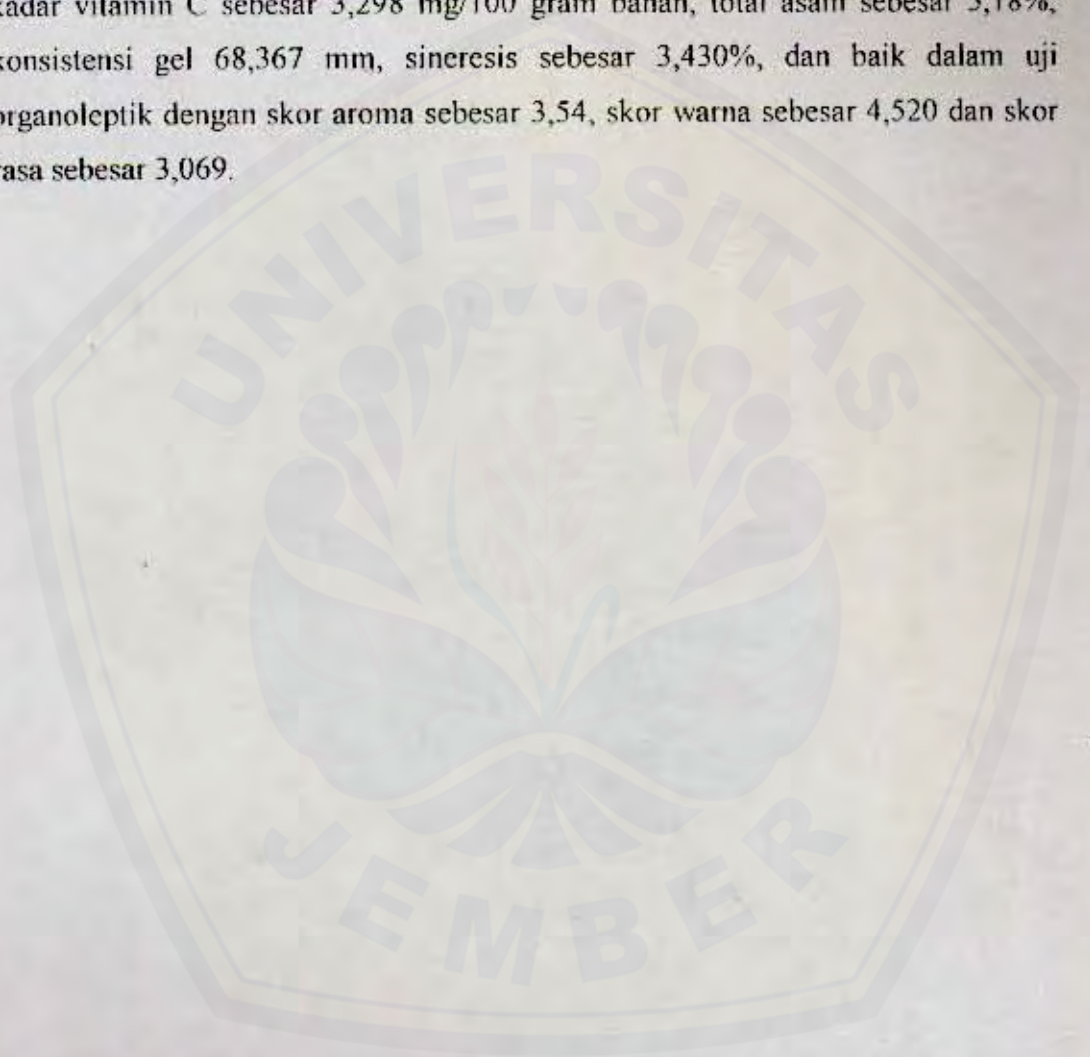 kadar vitamin C sebesar 3,298 mg/100 gram bahan, total asam sebesar 5,18%,
konsistensi gel 68,367 mm, sineresis sebesar 3,430%, dan baik dalam uji
organoleptik dengan skor aroma sebesar 3,54, skor warna sebesar 4,520 dan skor
rasa sebesar 3,069.
UNIVERSITAS
JEMBER